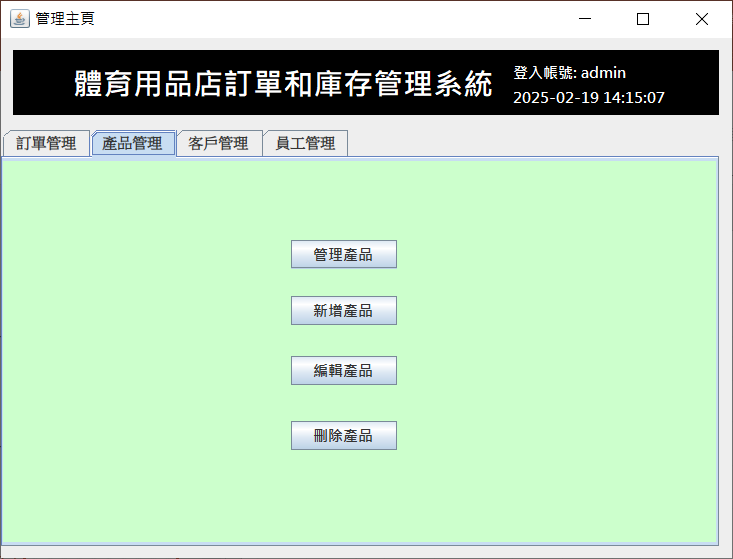 管理主頁
體育用品店訂單和庫存管理系統
登入帳號: admin
2025-02-19 14:15:07
訂單管理 產品管理 客戶管理 員工管理
管理產品
新增產品
編輯產品
刪除產品